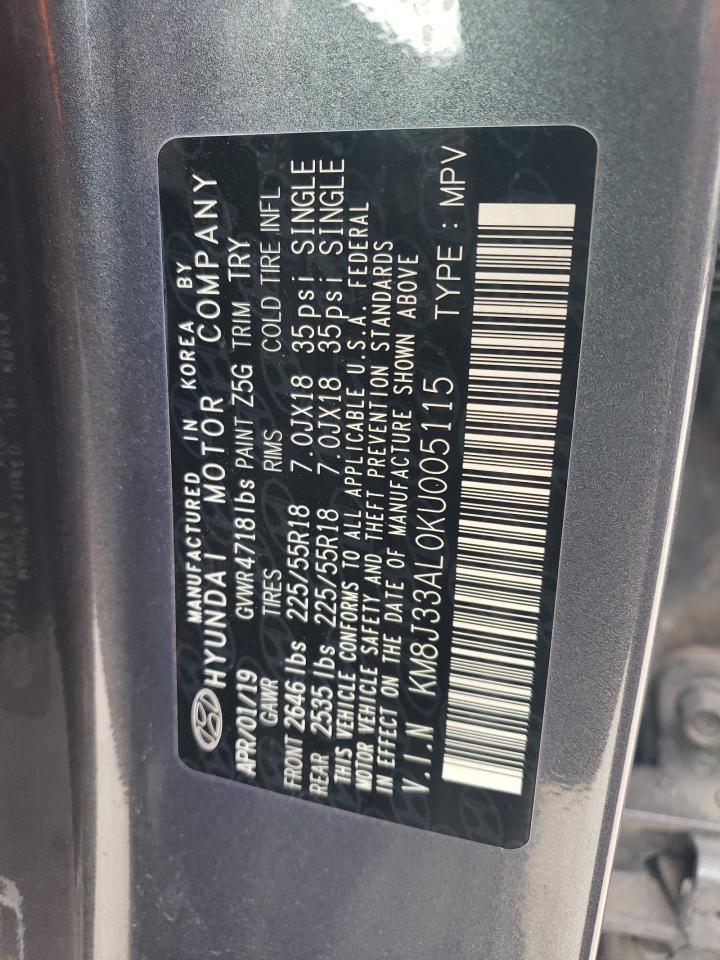 MANUFACTURED IN KOREA BY
HYUNDAI MOTOR COMPANY
APR/01/19 GVWR 4718lbs PAINT Z5G TRIM TRY
GAWR TIRES RIMS COLD TIRE INFL
FRONT 2646 lbs 225/55R18 7.0JX18 35psi SINGLE
REAR 2535 lbs 225/55R18 7.0JX18 35psi SINGLE
THIS VEHICLE CONFORMS TO ALL APPLICABLE U.S.A. FEDERAL
MOTOR VEHICLE SAFETY AND THEFT PREVENTION STANDARDS
IN EFFECT ON THE DATE OF MANUFACTURE SHOWN ABOVE
V.I.N KM8J33AL0KU005115 TYPE : MPV